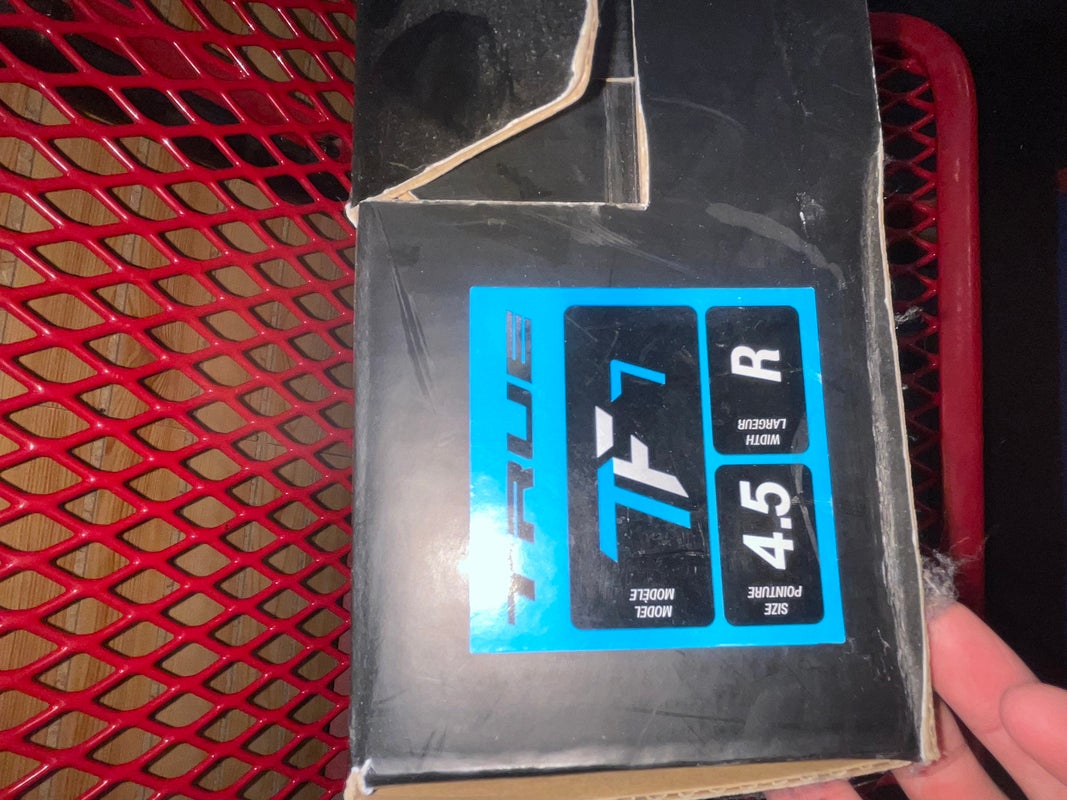 TRUE
MODEL
MODÈLE
TF7
SIZE
POINTURE
4.5
WIDTH
LARGEUR
R